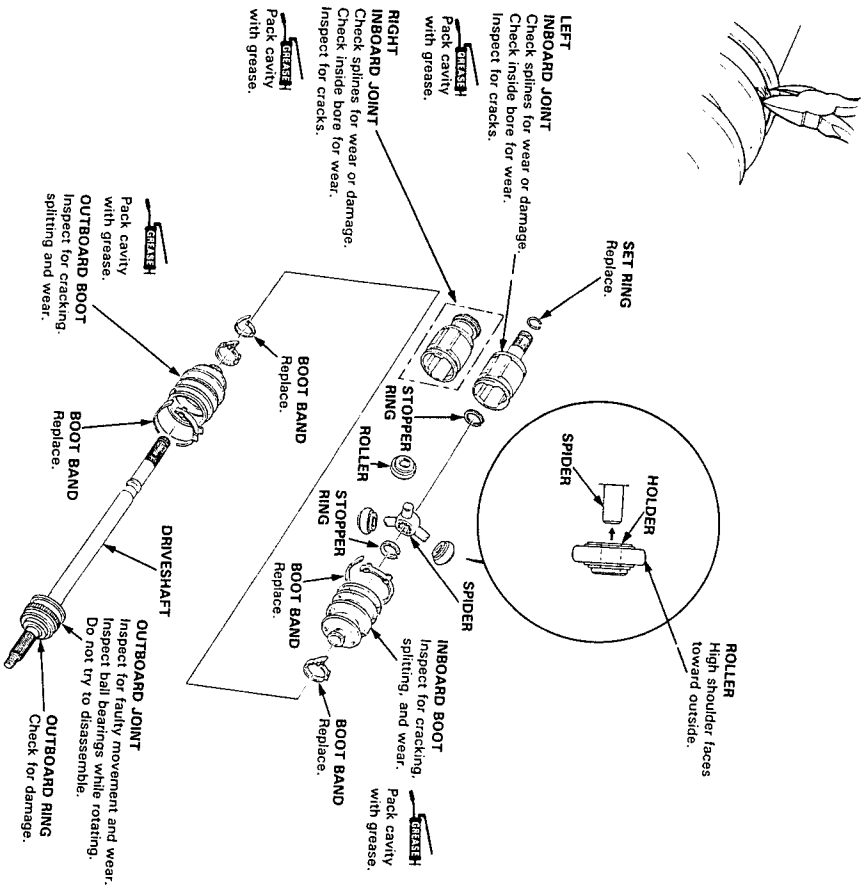 LEFT
INBOARD JOINT
Check splines for wear or damage.
Check inside bore for wear.
Inspect for cracks.
GREASE
Pack cavity
with grease.
RIGHT
INBOARD JOINT
Check splines for wear or damage.
Check inside bore for wear.
Inspect for cracks.
GREASE
Pack cavity
with grease.
SET RING
Replace.
SPIDER
HOLDER
ROLLER
High shoulder faces
toward outside.
STOPPER
RING
ROLLER
STOPPER
RING
SPIDER
BOOT BAND
Replace.
INBOARD BOOT
Inspect for cracking,
splitting, and wear.
GREASE
Pack cavity
with grease.
BOOT BAND
Replace.
BOOT BAND
Replace.
GREASE
Pack cavity
with grease.
OUTBOARD BOOT
Inspect for cracking.
splitting and wear.
BOOT BAND
Replace.
DRIVESHAFT
OUTBOARD JOINT
Inspect for faulty movement and wear.
Inspect ball bearings while rotating.
Do not try to disassemble.
OUTBOARD RING
Check for damage.